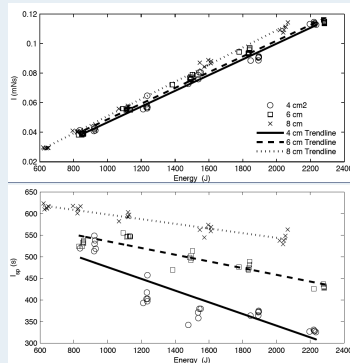 0.12
0.1
0.08
0.06
0.04
0.02
I (mNs)
4 cm2
6 cm
8 cm
4 cm Trendline
6 cm Trendline
8 cm Trendline
600 800 1000 1200 1400 1600 1800 2000 2200 2400
Energy (J)
650
600
550
500
450
400
350
300
I_sp (s)
600 800 1000 1200 1400 1600 1800 2000 2200 2400
Energy (J)